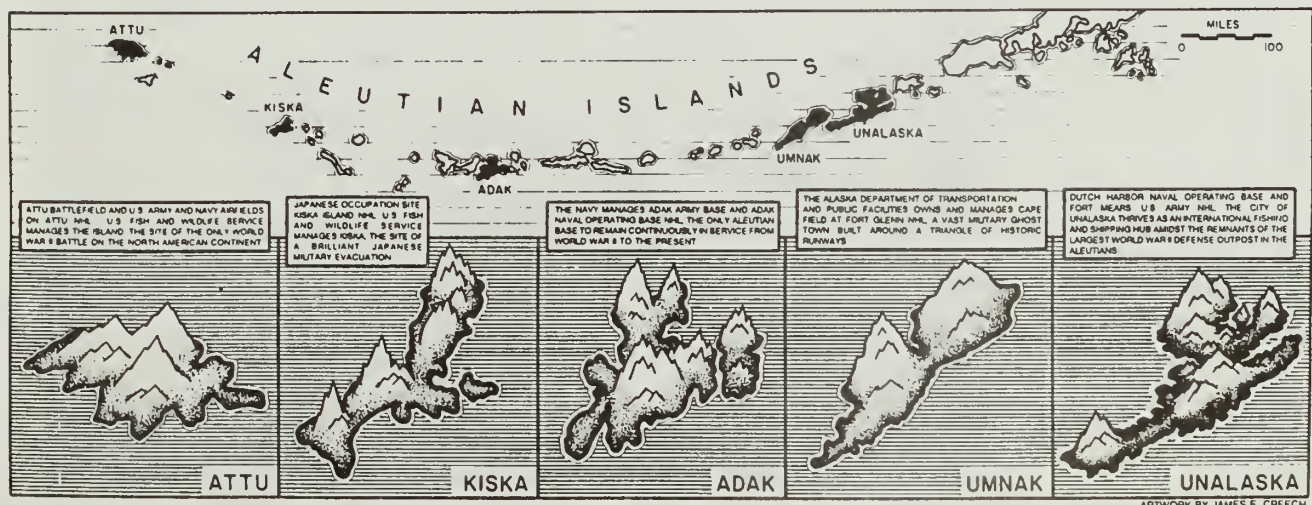 MILES
0 100
ATTU
ALEUTIAN ISLANDS
KISKA
ADAK
UMNAK
UNALASKA
ATTU BATTLEFIELD AND U S ARMY AND NAVY AIRFIELDS
ON ATTU NHL U S FISH AND WILDLIFE SERVICE
MANAGES THE ISLAND THE SITE OF THE ONLY WORLD
WAR II BATTLE ON THE NORTH AMERICAN CONTINENT
JAPANESE OCCUPATION SITE
KISKA ISLAND NHL U S FISH
AND WILDLIFE SERVICE
MANAGES KISKA, THE SITE OF
A BRILLIANT JAPANESE
MILITARY EVACUATION
THE NAVY MANAGES ADAK ARMY BASE AND ADAK
NAVAL OPERATING BASE NHL, THE ONLY ALEUTIAN
BASE TO REMAIN CONTINUOUSLY IN SERVICE FROM
WORLD WAR II TO THE PRESENT
THE ALASKA DEPARTMENT OF TRANSPORTATION
AND PUBLIC FACILITIES OWNS AND MANAGES CAPE
FIELD AT FORT GLENN NHL A VAST MILITARY GHOST
TOWN BUILT AROUND A TRIANGLE OF HISTORIC
RUNWAYS
DUTCH HARBOR NAVAL OPERATING BASE AND
FORT MEARS U S ARMY NHL THE CITY OF
UNALASKA THRIVES AS AN INTERNATIONAL FISHING
AND SHIPPING HUB AMIDST THE REMNANTS OF THE
LARGEST WORLD WAR II DEFENSE OUTPOST IN THE
ALEUTIANS
ATTU
KISKA
ADAK
UMNAK
UNALASKA
ARTWORK BY JAMES E. CREECH